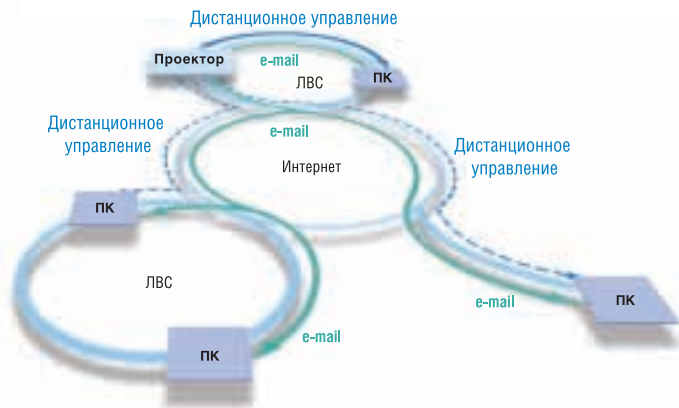 Дистанционное управление
Проектор
e-mail
ЛВС
ПК
e-mail
Дистанционное
управление
Дистанционное
управление
Интернет
ПК
ЛВС
e-mail
ПК
e-mail
ПК